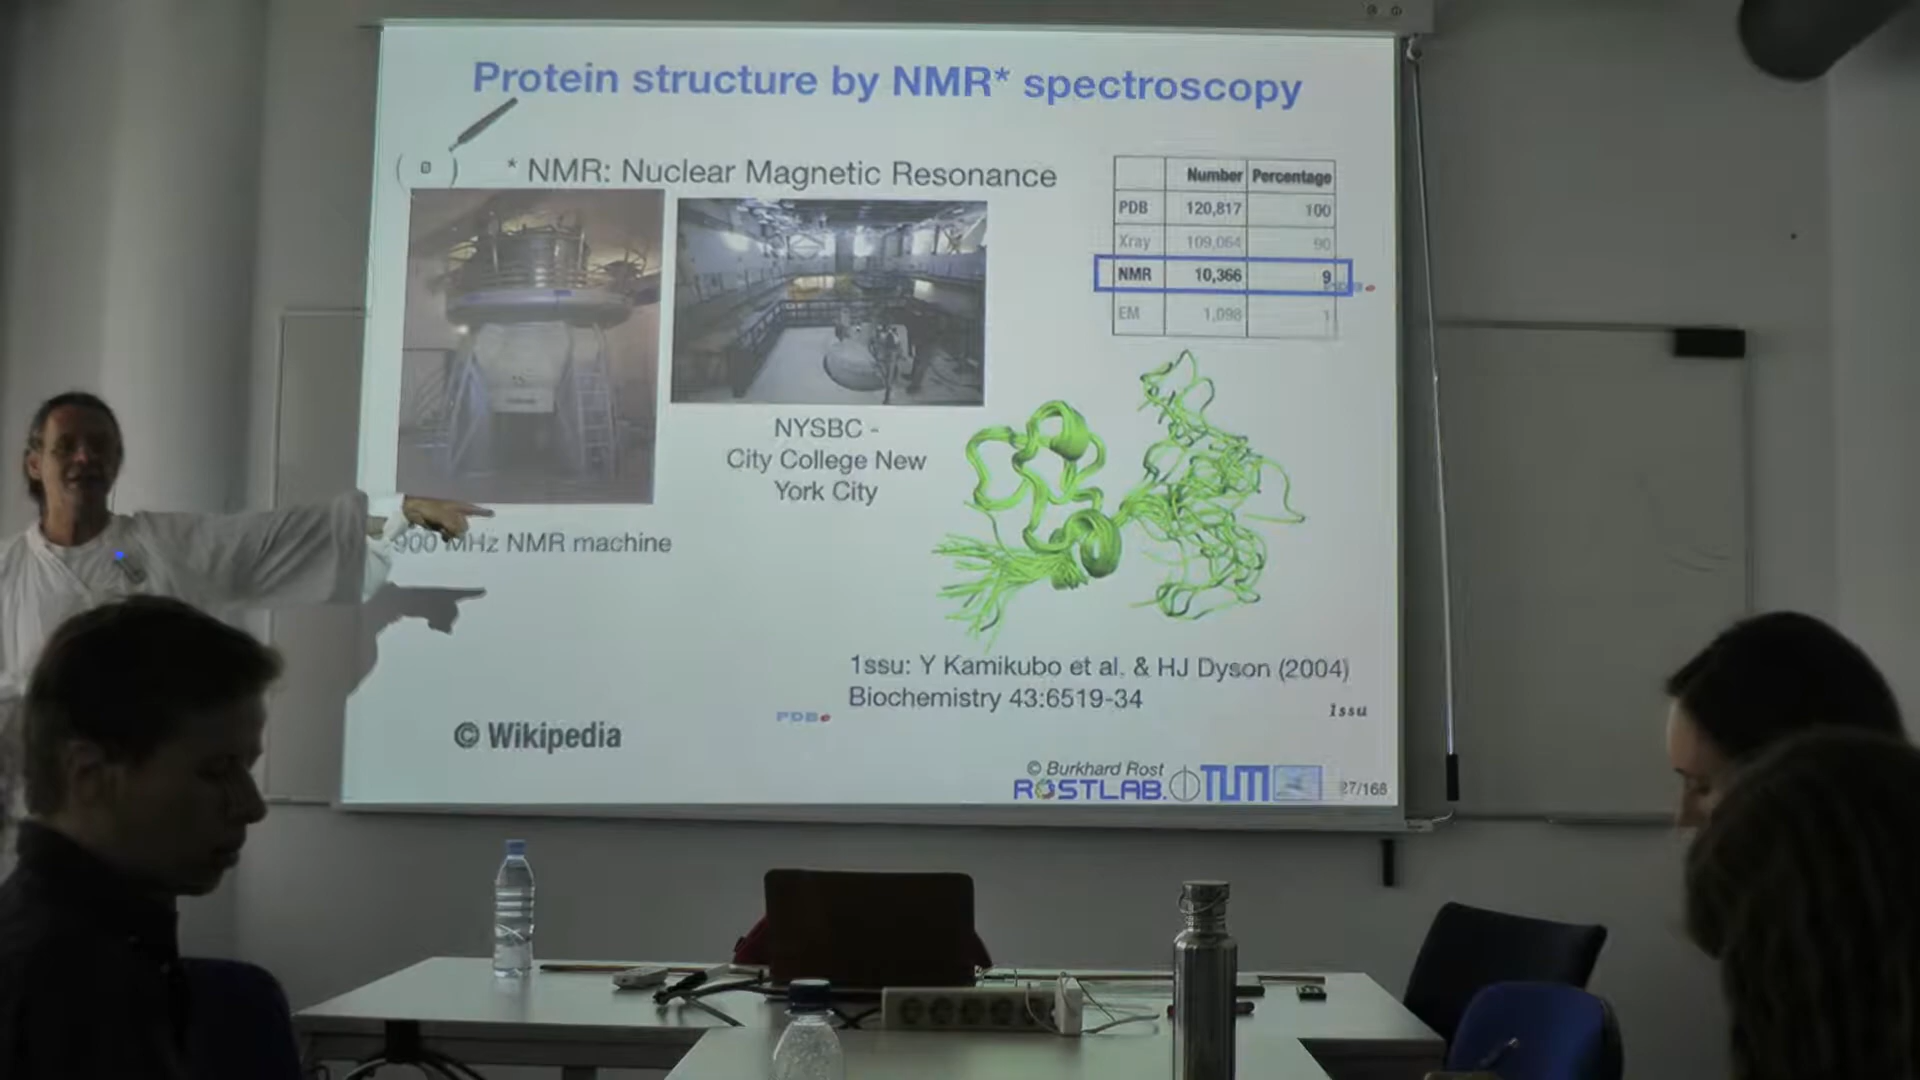 Protein structure by NMR* spectroscopy
* NMR: Nuclear Magnetic Resonance
Number Percentage
PDB 120,817 100
Xray 109,064 90
NMR 10,366 9
EM 1,098 1
NYSBC -
City College New
York City
900 MHz NMR machine
1ssu: Y Kamikubo et al. & HJ Dyson (2004)
Biochemistry 43:6519-34
PDB
1ssu
© Wikipedia
© Burkhard Rost
ROSTLAB. TUM
27/168